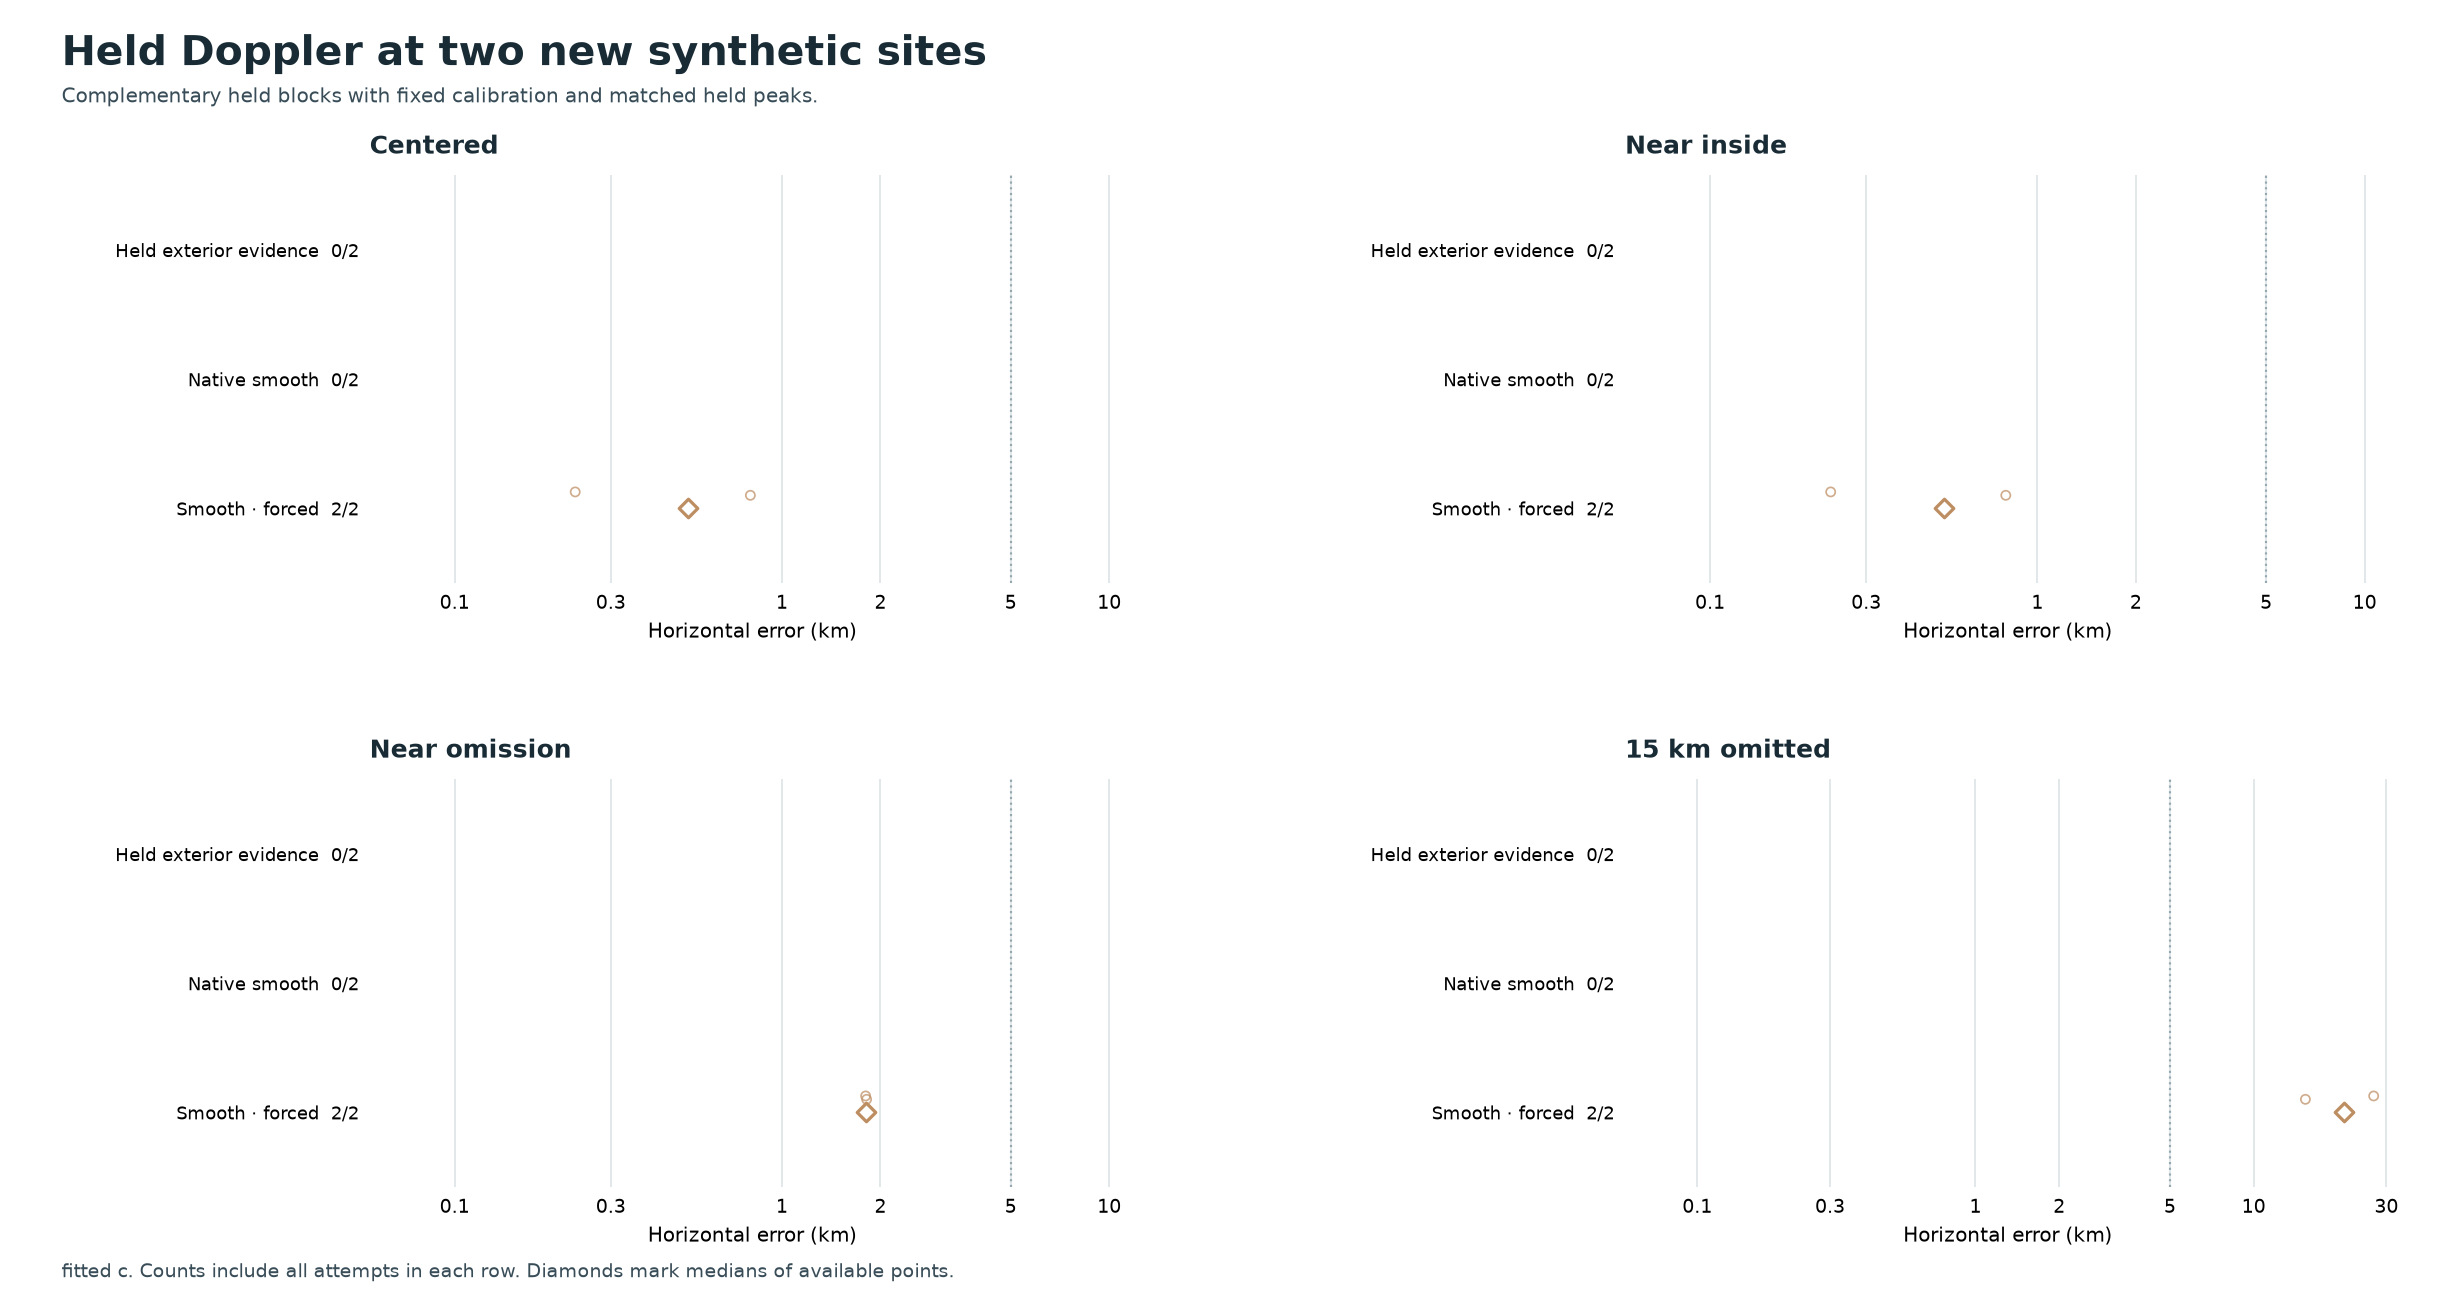 Held Doppler at two new synthetic sites
Complementary held blocks with fixed calibration and matched held peaks.
Centered
Held exterior evidence 0/2
Native smooth 0/2
Smooth · forced 2/2
0.1 0.3 1 2 5 10
Horizontal error (km)
Near inside
Held exterior evidence 0/2
Native smooth 0/2
Smooth · forced 2/2
0.1 0.3 1 2 5 10
Horizontal error (km)
Near omission
Held exterior evidence 0/2
Native smooth 0/2
Smooth · forced 2/2
0.1 0.3 1 2 5 10
Horizontal error (km)
15 km omitted
Held exterior evidence 0/2
Native smooth 0/2
Smooth · forced 2/2
0.1 0.3 1 2 5 10 30
Horizontal error (km)
fitted c. Counts include all attempts in each row. Diamonds mark medians of available points.